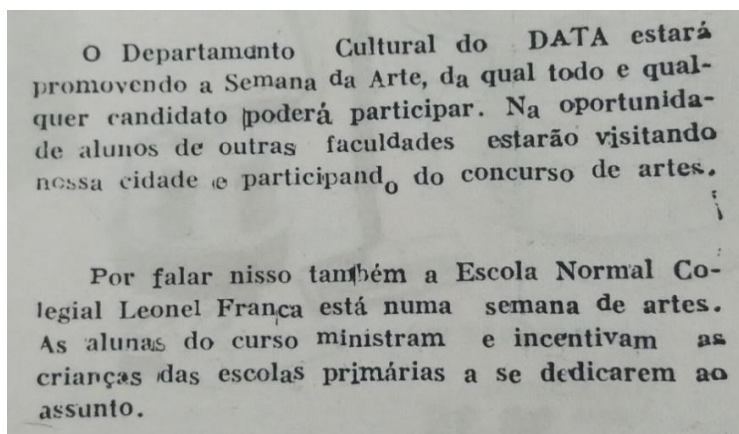 O Departamanto Cultural do DATA estará
promovendo a Semana da Arte, da qual todo e qual-
quer candidato poderá participar. Na oportunida-
de alunos de outras faculdades estarão visitando
nossa cidade e participando do concurso de artes.
Por falar nisso também a Escola Normal Co-
legial Leonel França está numa semana de artes.
As alunas do curso ministram e incentivam as
crianças das escolas primárias a se dedicarem ao
assunto.